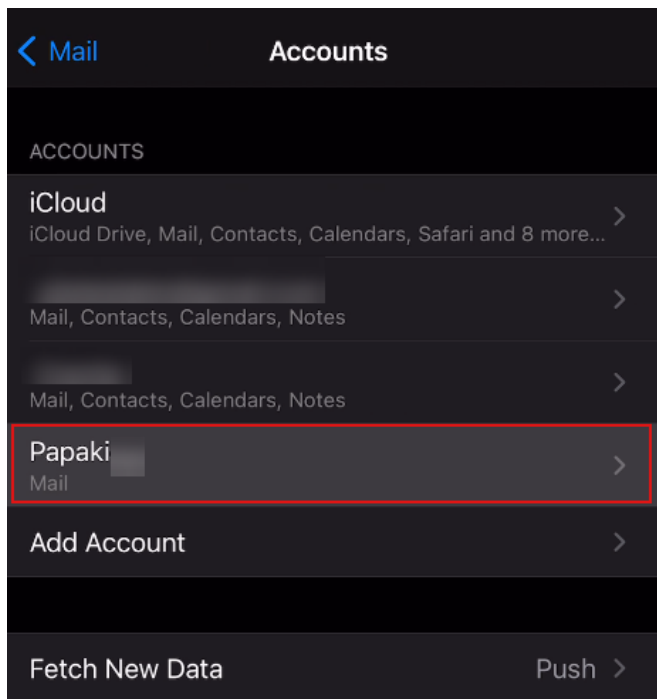 Mail
Accounts
ACCOUNTS
iCloud
iCloud Drive, Mail, Contacts, Calendars, Safari and 8 more...
Mail, Contacts, Calendars, Notes
Mail, Contacts, Calendars, Notes
Papaki
Mail
Add Account
Fetch New Data Push